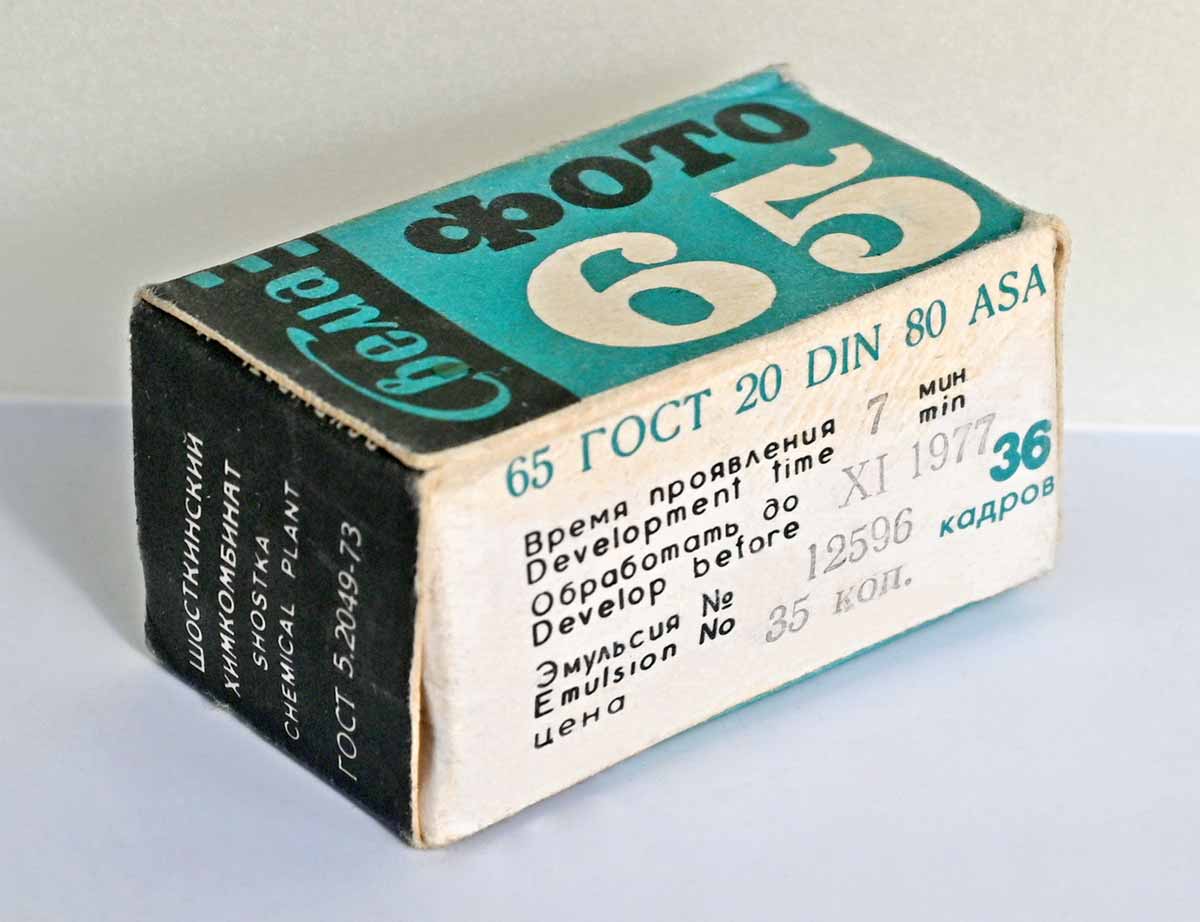 ФОТО
65
Свема
65 ГОСТ 20 DIN 80 ASA
Время проявления 7 мин
Development time min
Обработать до XI 1977
Develop before
Эмульсия № 12596
Emulsion No
цена 35 коп.
36
кадров
ШОСТКИНСКИЙ
ХИМКОМБИНАТ
SHOSTKA
CHEMICAL PLANT
ГОСТ 5.2049-73